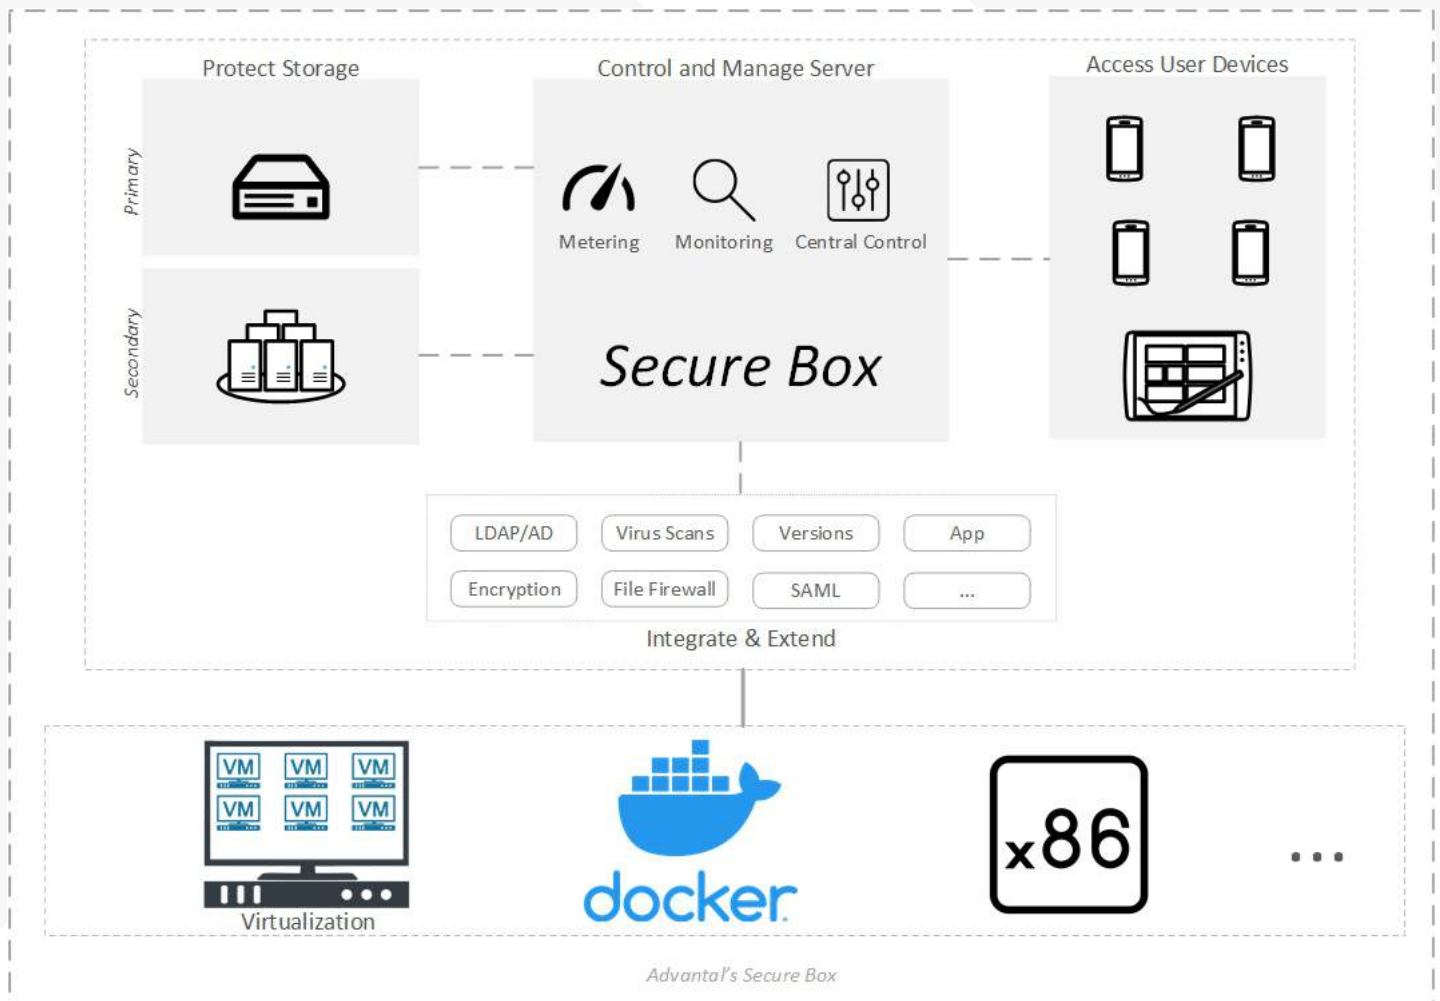 Protect Storage
Control and Manage Server
Access User Devices
Primary
Metering
Monitoring
Central Control
Secondary
Secure Box
LDAP/AD
Virus Scans
Versions
App
Encryption
File Firewall
SAML
...
Integrate & Extend
VM VM VM
VM VM VM
Virtualization
docker
x86
...
Advantal's Secure Box